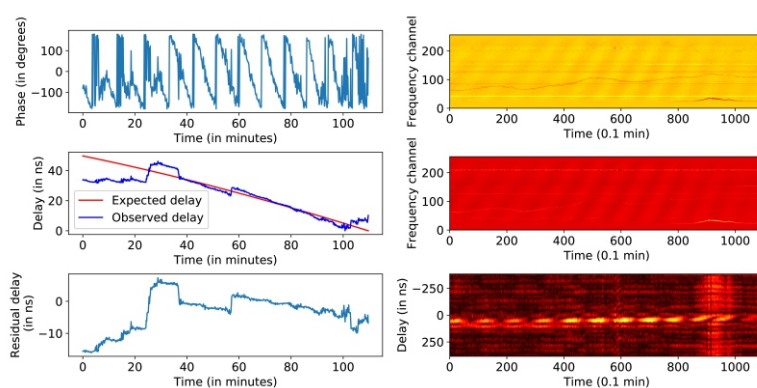 Phase (in degrees)
100
0
−100
0 20 40 60 80 100
Time (in minutes)
Delay (in ns)
40
20
0
Expected delay
Observed delay
0 20 40 60 80 100
Time (in minutes)
Residual delay
(in ns)
0
−10
0 20 40 60 80 100
Time (in minutes)
Frequency channel
200
100
0
0 200 400 600 800 1000
Time (0.1 min)
Frequency channel
200
100
0
0 200 400 600 800 1000
Time (0.1 min)
Delay (in ns)
−250
0
250
0 200 400 600 800 1000
Time (0.1 min)